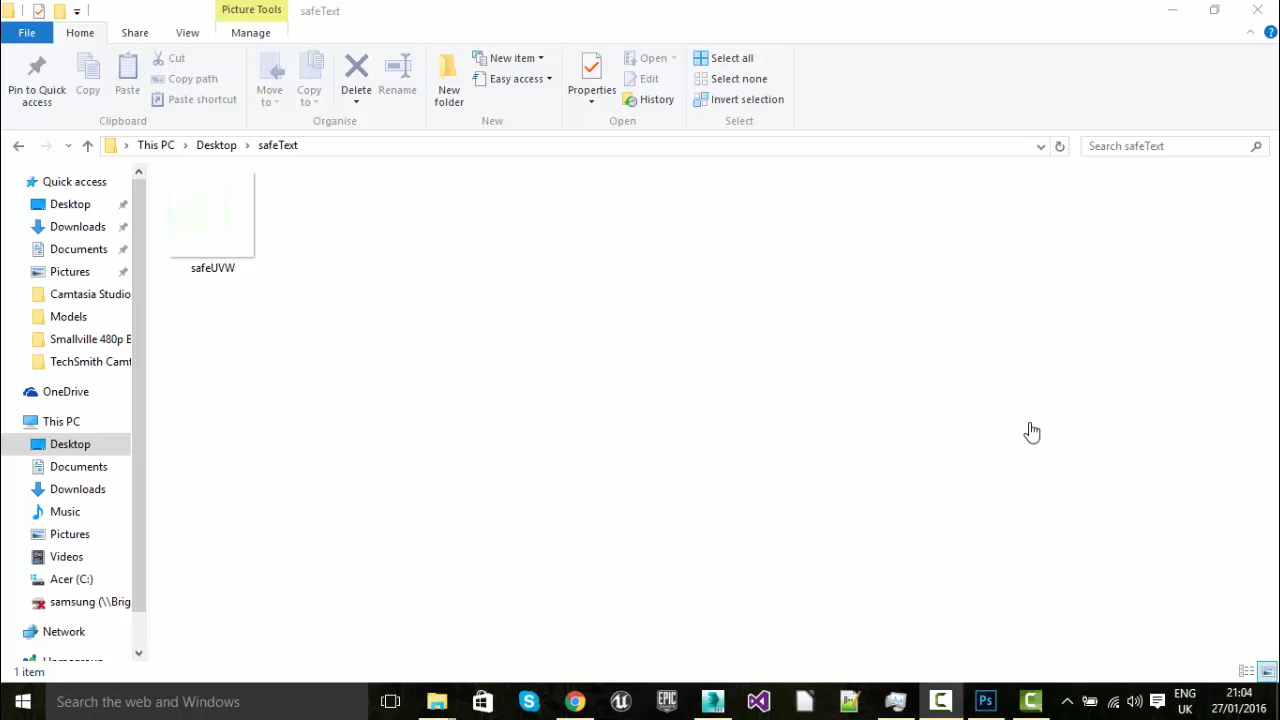 Picture Tools
safeText
File
Home
Share
View
Manage
Pin to Quick access
Copy
Paste
Cut
Copy path
Paste shortcut
Clipboard
Move to
Copy to
Delete
Rename
Organise
New folder
New item
Easy access
New
Properties
Open
Edit
History
Open
Select all
Select none
Invert selection
Select
This PC
Desktop
safeText
Search safeText
Quick access
Desktop
Downloads
Documents
Pictures
Camtasia Studio
Models
Smallville 480p
TechSmith
OneDrive
This PC
Desktop
Documents
Downloads
Music
Pictures
Videos
Acer (C:)
samsung (\\Brig
Network
safeUVW
1 item
Search the web and Windows
EPIC
GAMES
Ps
ENG
UK
21:04
27/01/2016